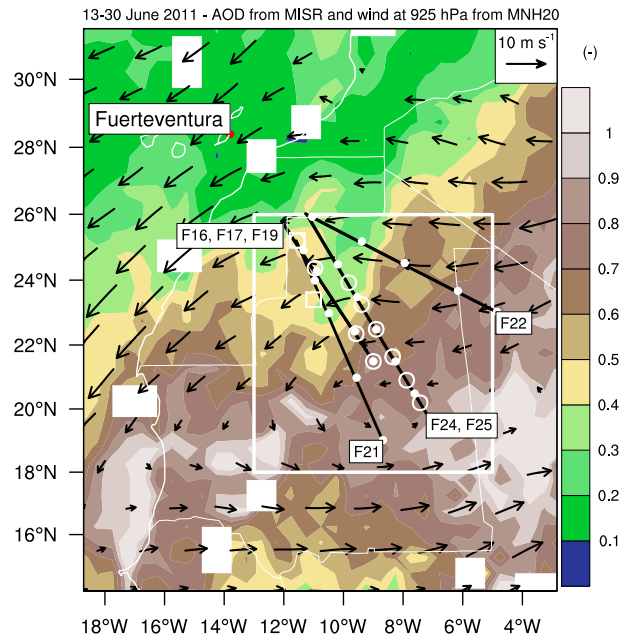 13-30 June 2011 - AOD from MISR and wind at 925 hPa from MNH20
10 m s-1
(-)
30°N
28°N
26°N
24°N
22°N
20°N
18°N
16°N
Fuerteventura
F16, F17, F19
F22
F24, F25
F21
1
0.9
0.8
0.7
0.6
0.5
0.4
0.3
0.2
0.1
18°W 16°W 14°W 12°W 10°W 8°W 6°W 4°W